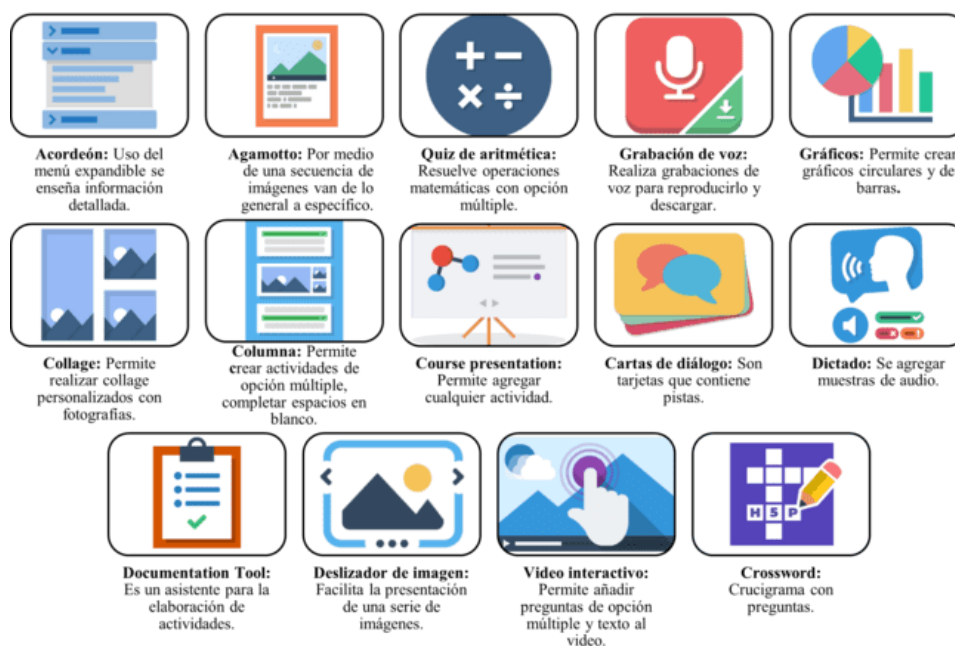 Acordeón: Uso del
menú expandible se
enseña información
detallada.
Agamotto: Por medio
de una secuencia de
imágenes van de lo
general a especifico.
Quiz de aritmética:
Resuelve operaciones
matemáticas con opción
múltiple.
Grabación de voz:
Realiza grabaciones de
voz para reproducirlo y
descargar.
Gráficos: Permite crear
gráficos circulares y de
barras.
Collage: Permite
realizar collage
personalizados con
fotografías.
Columna: Permite
crear actividades de
opción múltiple,
completar espacios en
blanco.
Course presentation:
Permite agregar
cualquier actividad.
Cartas de diálogo: Son
tarjetas que contiene
pistas.
Dictado: Se agregar
muestras de audio.
Documentation Tool:
Es un asistente para la
elaboración de
actividades.
Deslizador de imagen:
Facilita la presentación
de una serie de
imágenes.
Video interactivo:
Permite añadir
preguntas de opción
múltiple y texto al
video.
H5P
Crossword:
Crucigrama con
preguntas.